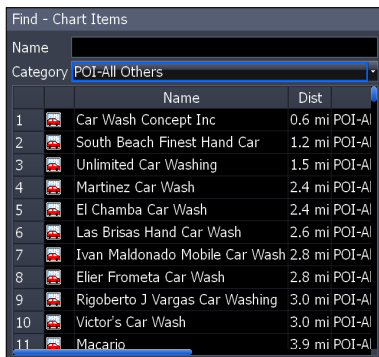 Find - Chart Items
Name
Category POI-All Others
Name Dist
1 Car Wash Concept Inc 0.6 mi POI-Al
2 South Beach Finest Hand Car 1.2 mi POI-Al
3 Unlimited Car Washing 1.5 mi POI-Al
4 Martinez Car Wash 2.4 mi POI-Al
5 El Chamba Car Wash 2.4 mi POI-Al
6 Las Brisas Hand Car Wash 2.6 mi POI-Al
7 Ivan Maldonado Mobile Car Wash 2.8 mi POI-Al
8 Elier Frometa Car Wash 2.8 mi POI-Al
9 Rigoberto J Vargas Car Washing 3.0 mi POI-Al
10 Victor's Car Wash 3.0 mi POI-Al
11 Macario 3.9 mi POI-Al